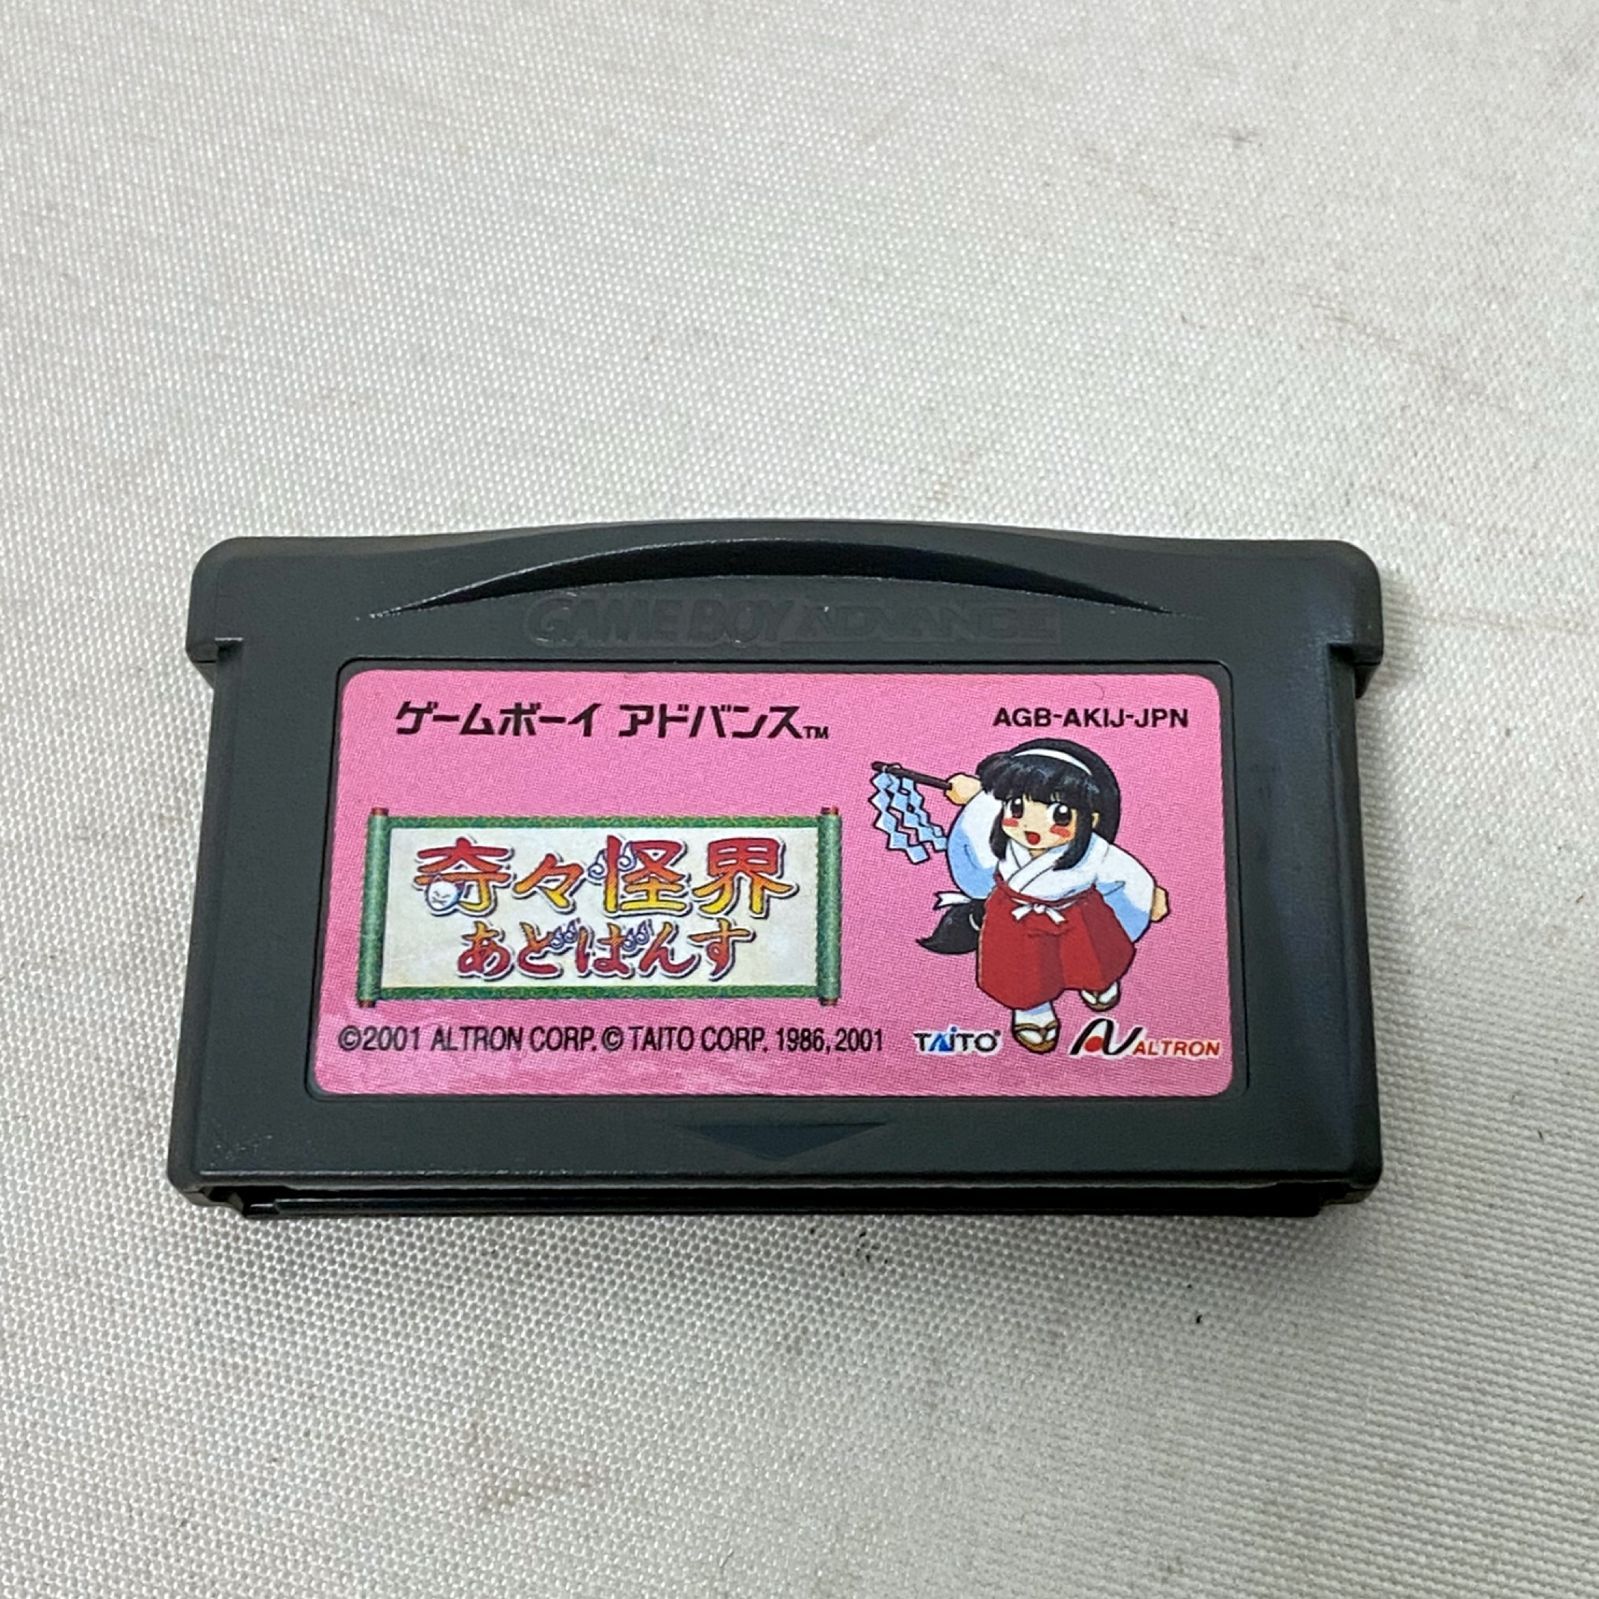 GAME BOY ADVANCE
ゲームボーイ アドバンス™
AGB-AKIJ-JPN
奇々怪界
あどばんす
©2001 ALTRON CORP. © TAITO CORP. 1986, 2001
TAITO
ALTRON